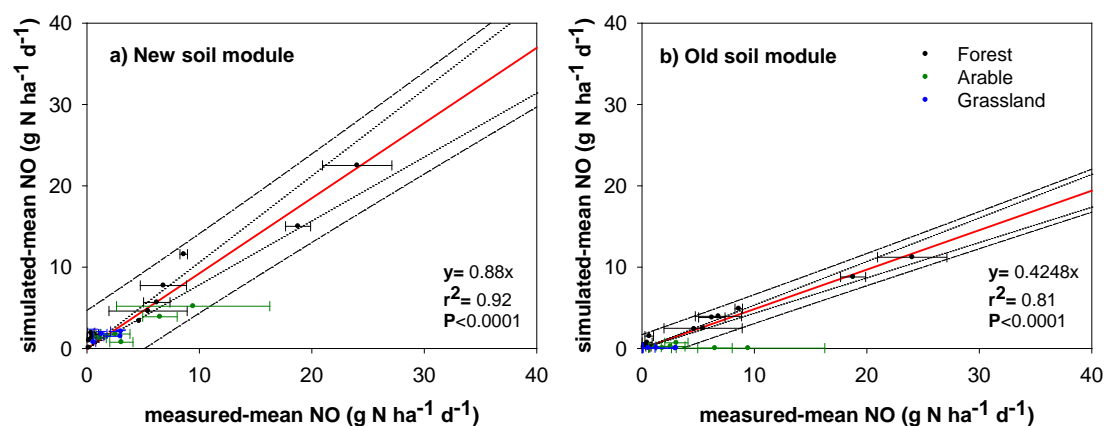 40
30
20
10
0
simulated-mean NO (g N ha⁻¹ d⁻¹)
a) New soil module
y= 0.88x
r²= 0.92
P<0.0001
0 10 20 30 40
measured-mean NO (g N ha⁻¹ d⁻¹)
40
30
20
10
0
simulated-mean NO (g N ha⁻¹ d⁻¹)
b) Old soil module
Forest
Arable
Grassland
y= 0.4248x
r²= 0.81
P<0.0001
0 10 20 30 40
measured-mean NO (g N ha⁻¹ d⁻¹)